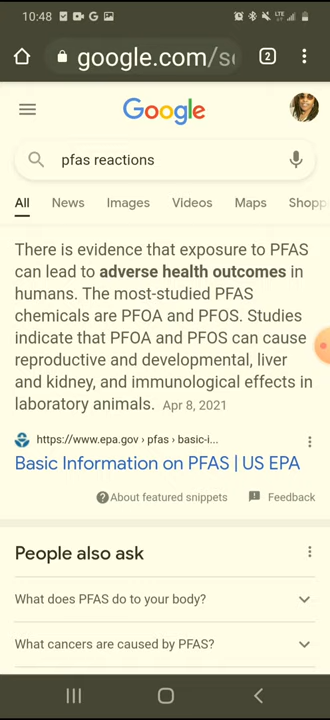 10:48 G LTE
google.com/s
2
Google
pfas reactions
All News Images Videos Maps Shopp
There is evidence that exposure to PFAS
can lead to adverse health outcomes in
humans. The most-studied PFAS
chemicals are PFOA and PFOS. Studies
indicate that PFOA and PFOS can cause
reproductive and developmental, liver
and kidney, and immunological effects in
laboratory animals. Apr 8, 2021
https://www.epa.gov › pfas › basic-i...
Basic Information on PFAS | US EPA
About featured snippets Feedback
People also ask
What does PFAS do to your body?
What cancers are caused by PFAS?